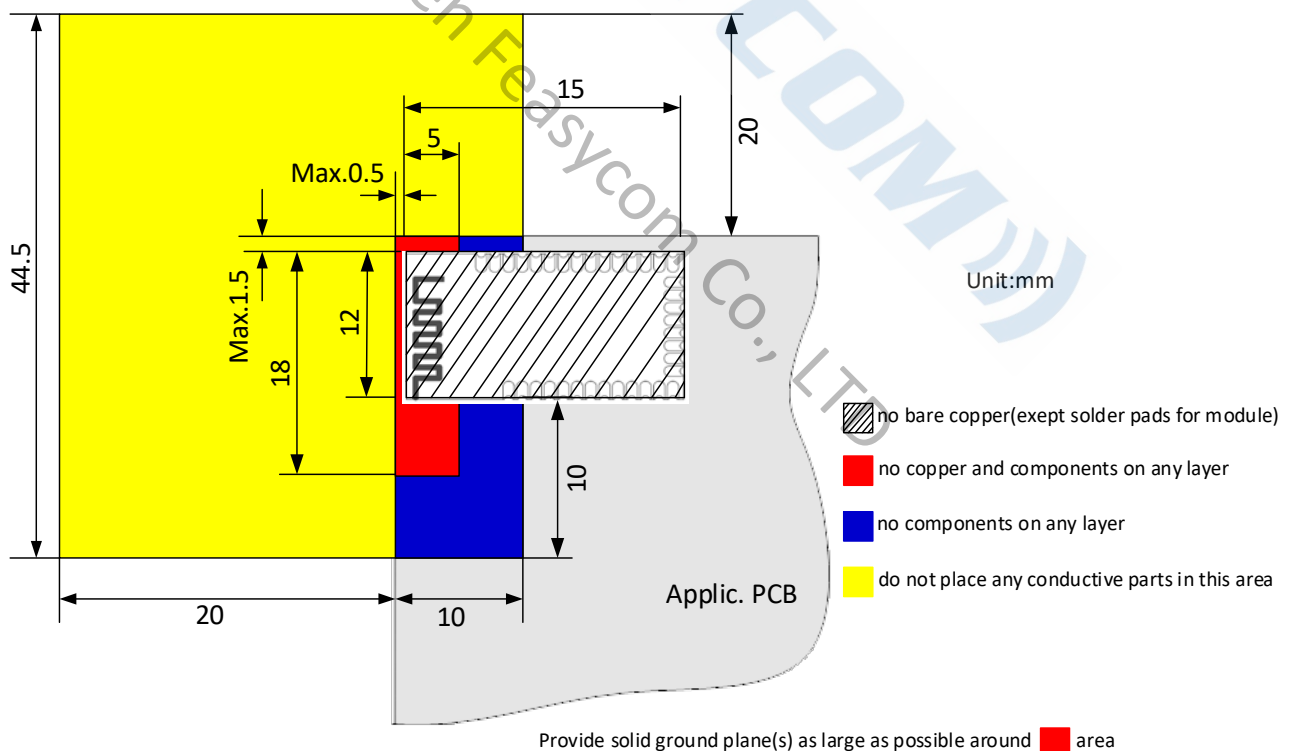 15
20
5
Max.0.5
44.5
Max.1.5
12
18
Unit:mm
10
20
10
Applic. PCB
no bare copper(exept solder pads for module)
no copper and components on any layer
no components on any layer
do not place any conductive parts in this area
Provide solid ground plane(s) as large as possible around area
Feasycom Co., LTD
COM